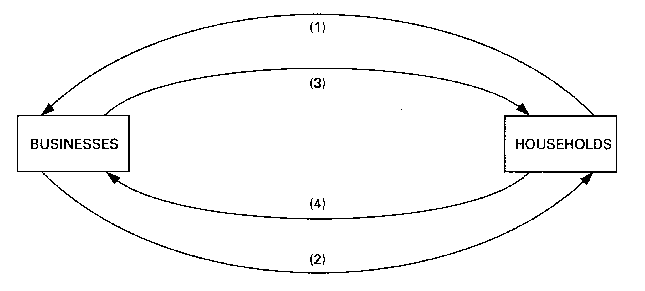 (1)
(3)
BUSINESSES
HOUSEHOLDS
(4)
(2)